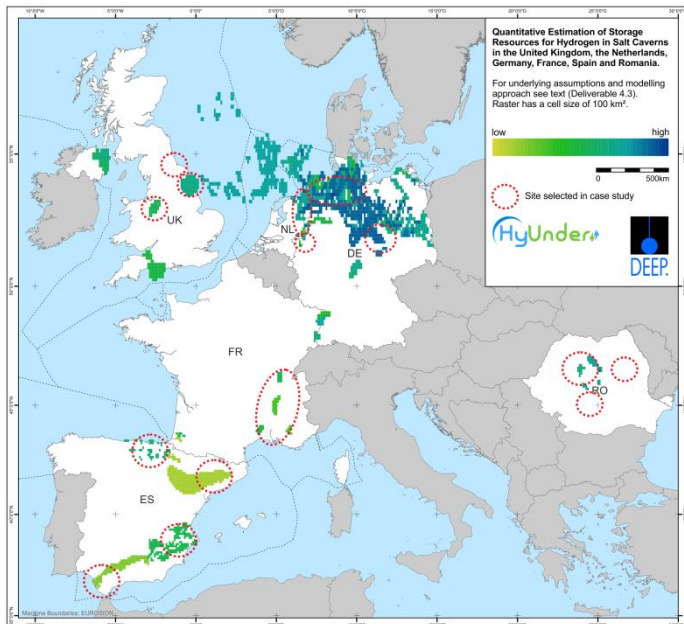 Quantitative Estimation of Storage
Resources for Hydrogen in Salt Caverns
in the United Kingdom, the Netherlands,
Germany, France, Spain and Romania.
For underlying assumptions and modelling
approach see text (Deliverable 4.3).
Raster has a cell size of 100 km².
low high
0 500km
Site selected in case study
HyUnder
DEEP.
UK
NL
DE
FR
RO
ES
Maritime Boundaries: EUROSION